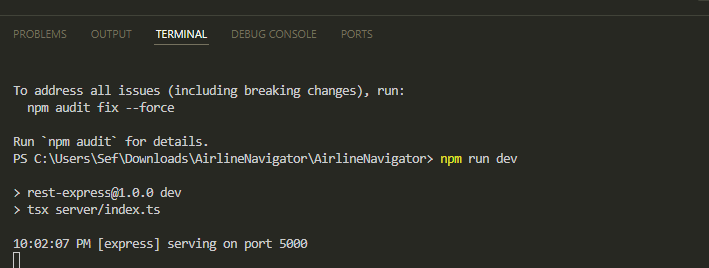 PROBLEMS OUTPUT TERMINAL DEBUG CONSOLE PORTS
To address all issues (including breaking changes), run:
  npm audit fix --force
Run `npm audit` for details.
PS C:\Users\Sef\Downloads\AirlineNavigator\AirlineNavigator> npm run dev
> rest-express@1.0.0 dev
> tsx server/index.ts
10:02:07 PM [express] serving on port 5000